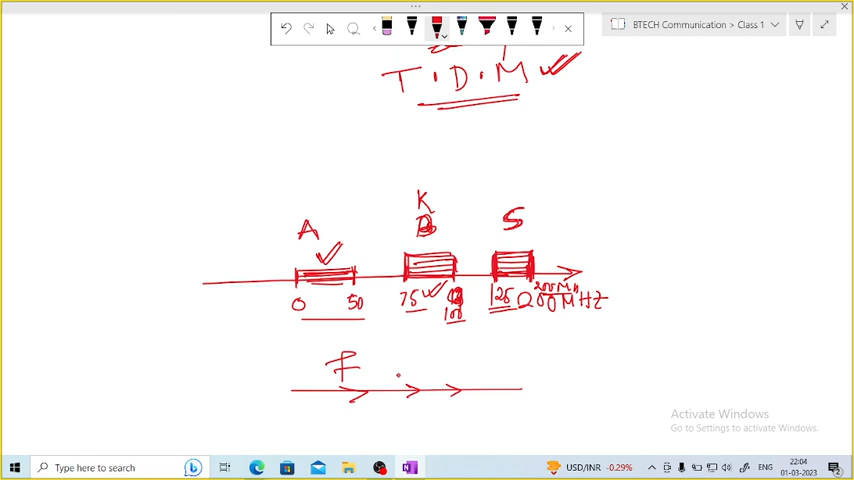 BTECH Communication > Class 1
T.D.M
K
A B S
0 50 75 100 125 200MHZ
F
Activate Windows
Go to Settings to activate Windows.
Type here to search
USD/INR -0.29%
ENG
22:04
01-03-2023
2